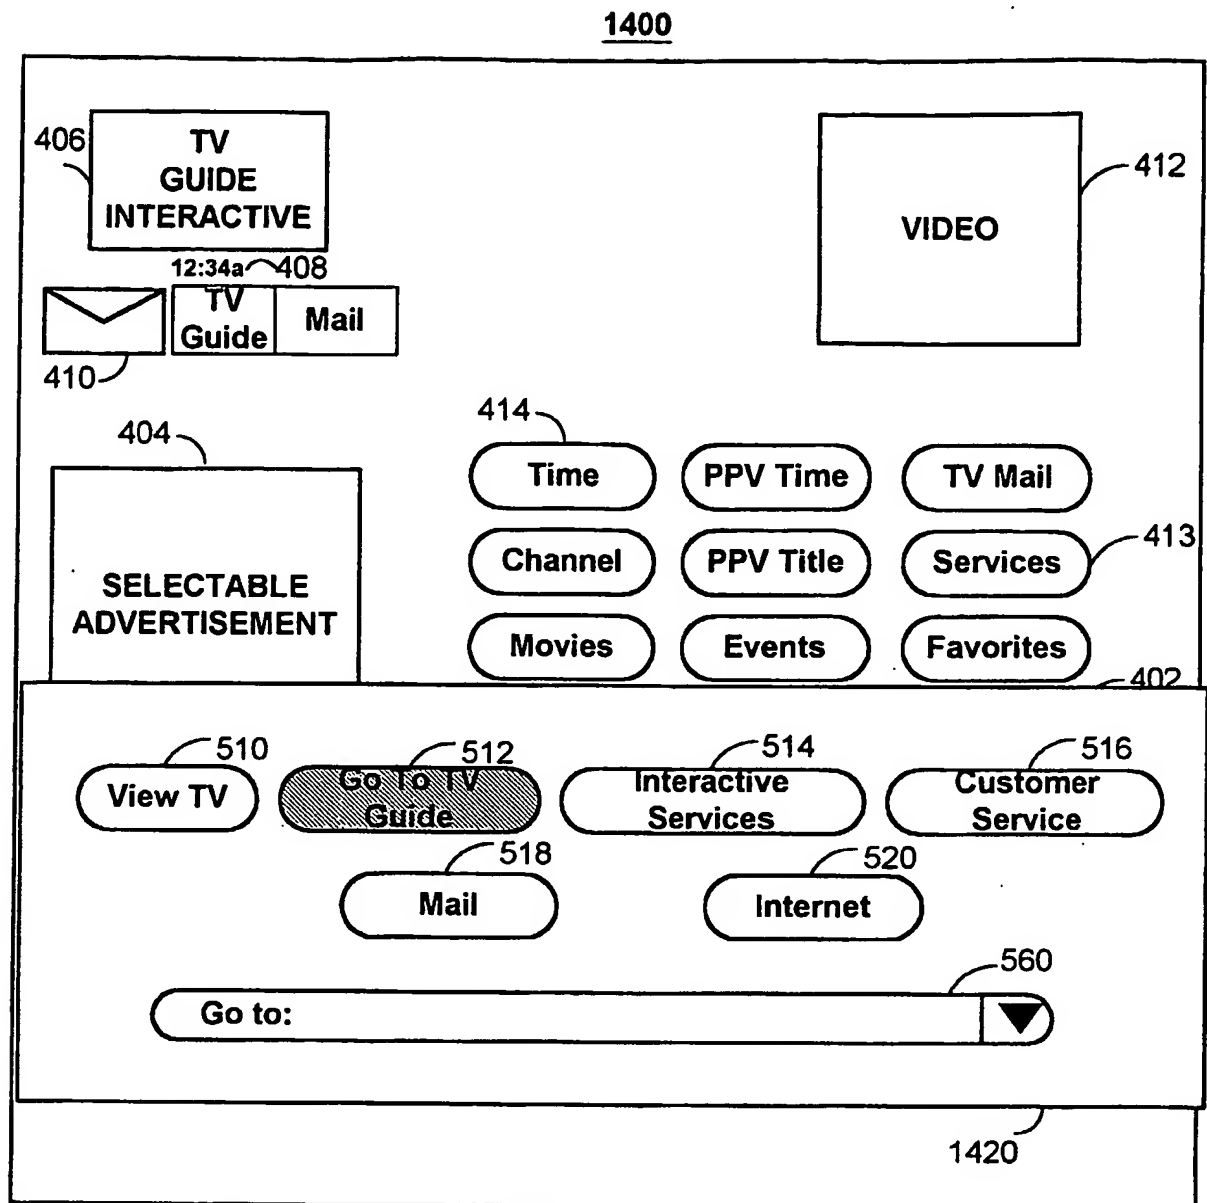 1400
406
TV
GUIDE
INTERACTIVE
412
VIDEO
12:34a 408
TV
Guide
Mail
410
404
414
Time
PPV Time
TV Mail
Channel
PPV Title
Services
413
Movies
Events
Favorites
SELECTABLE
ADVERTISEMENT
402
510
512
514
516
View TV
Go To TV
Guide
Interactive
Services
Customer
Service
518
520
Mail
Internet
560
Go to:
1420